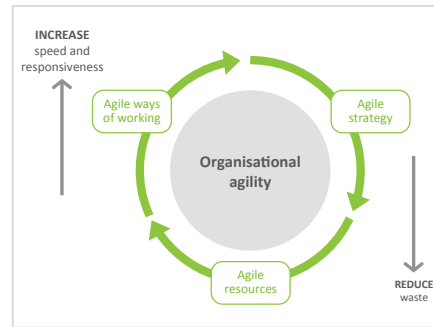 INCREASE
speed and
responsiveness
Agile ways
of working
Agile
strategy
Organisational
agility
Agile
resources
REDUCE
waste